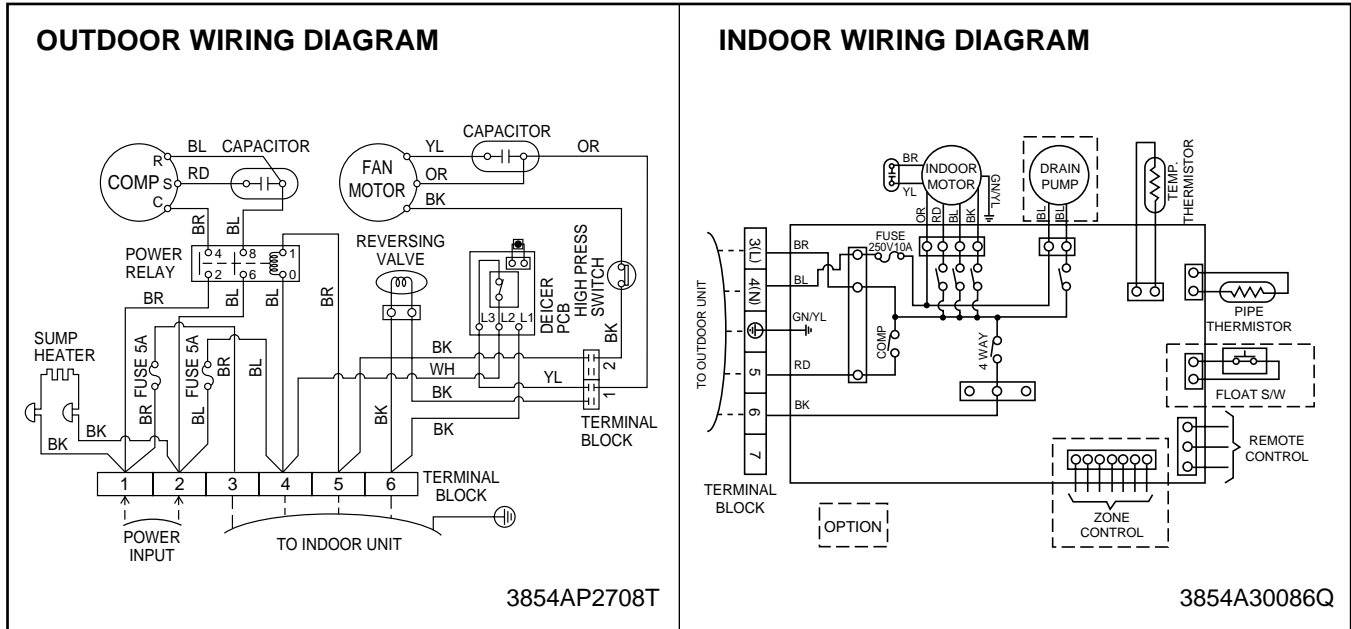 OUTDOOR WIRING DIAGRAM
BL
CAPACITOR
R
COMP
S
RD
C
BR
BL
POWER
RELAY
4
8
1
2
6
0
BR
BL
BL
BR
SUMP
HEATER
FUSE 5A
BR
FUSE 5A
BL
BR
BL
BK
BK
YL
CAPACITOR
OR
FAN
MOTOR
OR
BK
REVERSING
VALVE
L3
L2
L1
DEICER
PCB
HIGH PRESS
SWITCH
BK
BK
WH
YL
BK
BK
BK
2
1
TERMINAL
BLOCK
1
2
3
4
5
6
TERMINAL
BLOCK
POWER
INPUT
TO INDOOR UNIT
3854AP2708T
INDOOR WIRING DIAGRAM
BR
YL
INDOOR
MOTOR
GN/YL
OR
RD
BL
BK
DRAIN
PUMP
BL
BL
TEMP.
THERMISTOR
FUSE
250V10A
TO OUTDOOR UNIT
3(L)
4(N)
5
6
7
BR
BL
GN/YL
RD
BK
COMP
4 WAY
PIPE
THERMISTOR
FLOAT S/W
REMOTE
CONTROL
TERMINAL
BLOCK
OPTION
ZONE
CONTROL
3854A30086Q